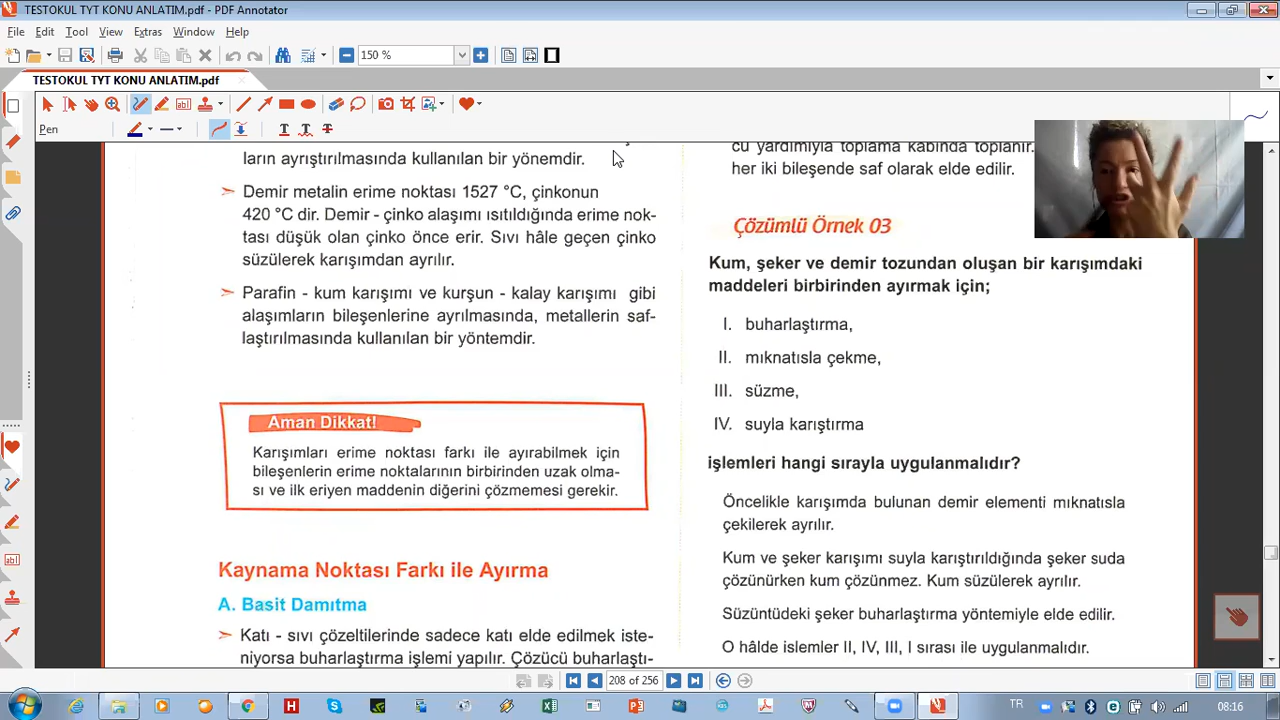 TESTOKUL TYT KONU ANLATIM.pdf - PDF Annotator
File Edit Tool View Extras Window Help
150 %
TESTOKUL TYT KONU ANLATIM.pdf
Pen
ların ayrıştırılmasında kullanılan bir yönemdir.
Demir metalin erime noktası 1527 °C, çinkonun
420 °C dir. Demir - çinko alaşımı ısıtıldığında erime nok-
tası düşük olan çinko önce erir. Sıvı hâle geçen çinko
süzülerek karışımdan ayrılır.
Parafin - kum karışımı ve kurşun - kalay karışımı gibi
alaşımların bileşenlerine ayrılmasında, metallerin saf-
laştırılmasında kullanılan bir yöntemdir.
Aman Dikkat!
Karışımları erime noktası farkı ile ayırabilmek için
bileşenlerin erime noktalarının birbirinden uzak olma-
sı ve ilk eriyen maddenin diğerini çözmemesi gerekir.
Kaynama Noktası Farkı ile Ayırma
A. Basit Damıtma
Katı - sıvı çözeltilerinde sadece katı elde edilmek iste-
niyorsa buharlaştırma işlemi yapılır. Çözücü buharlaştı-
cu yardımıyla toplama kabında toplanır.
her iki bileşende saf olarak elde edilir.
Çözümlü Örnek 03
Kum, şeker ve demir tozundan oluşan bir karışımdaki
maddeleri birbirinden ayırmak için;
I. buharlaştırma,
II. mıknatısla çekme,
III. süzme,
IV. suyla karıştırma
işlemleri hangi sırayla uygulanmalıdır?
Öncelikle karışımda bulunan demir elementi mıknatısla
çekilerek ayrılır.
Kum ve şeker karışımı suyla karıştırıldığında şeker suda
çözünürken kum çözünmez. Kum süzülerek ayrılır.
Süzüntüdeki şeker buharlaştırma yöntemiyle elde edilir.
O hâlde işlemler II, IV, III, I sırası ile uygulanmalıdır.
208 of 256
TR 08:16